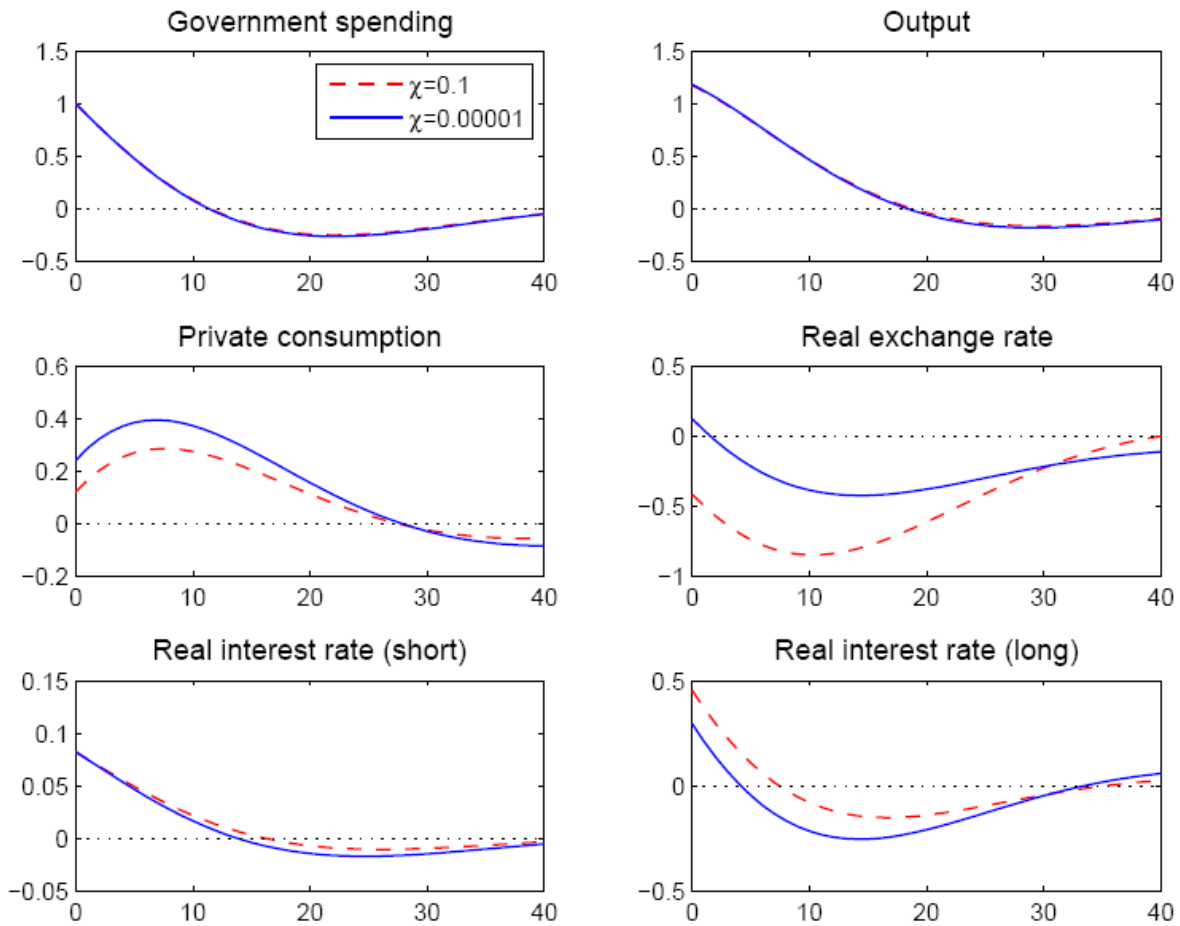 Government spending
Output
1.5
1
0.5
0
−0.5
0 10 20 30 40
χ=0.1
χ=0.00001
1.5
1
0.5
0
−0.5
0 10 20 30 40
Private consumption
Real exchange rate
0.6
0.4
0.2
0
−0.2
0 10 20 30 40
0.5
0
−0.5
−1
0 10 20 30 40
Real interest rate (short)
Real interest rate (long)
0.15
0.1
0.05
0
−0.05
0 10 20 30 40
0.5
0
−0.5
0 10 20 30 40